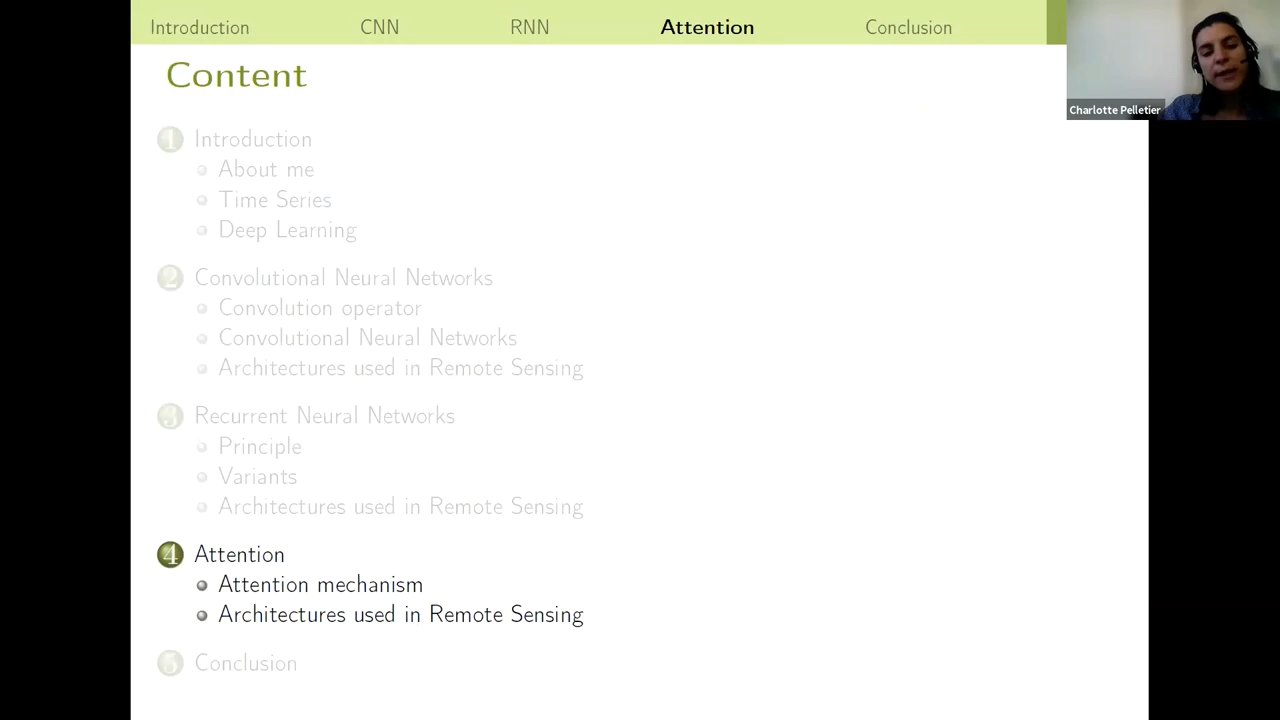 Introduction CNN RNN Attention Conclusion
Charlotte Pelletier
Content
1 Introduction
About me
Time Series
Deep Learning
2 Convolutional Neural Networks
Convolution operator
Convolutional Neural Networks
Architectures used in Remote Sensing
3 Recurrent Neural Networks
Principle
Variants
Architectures used in Remote Sensing
4 Attention
Attention mechanism
Architectures used in Remote Sensing
5 Conclusion